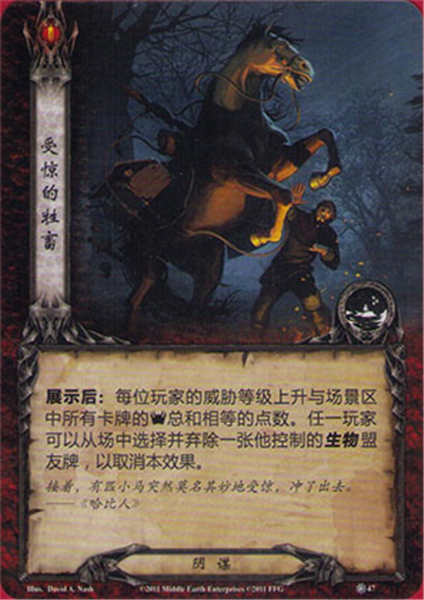 受惊的牲畜
展示后：每位玩家的威胁等级上升与场景区
中所有卡牌的总和相等的点数。任一玩家
可以从场中选择并弃除一张他控制的生物盟
友牌，以取消本效果。
接着，有匹小马突然莫名其妙地受惊，冲了出去。
——《哈比人》
阴谋
Illus. David A. Nash
©2011 Middle Earth Enterprises ©2011 FFG
47